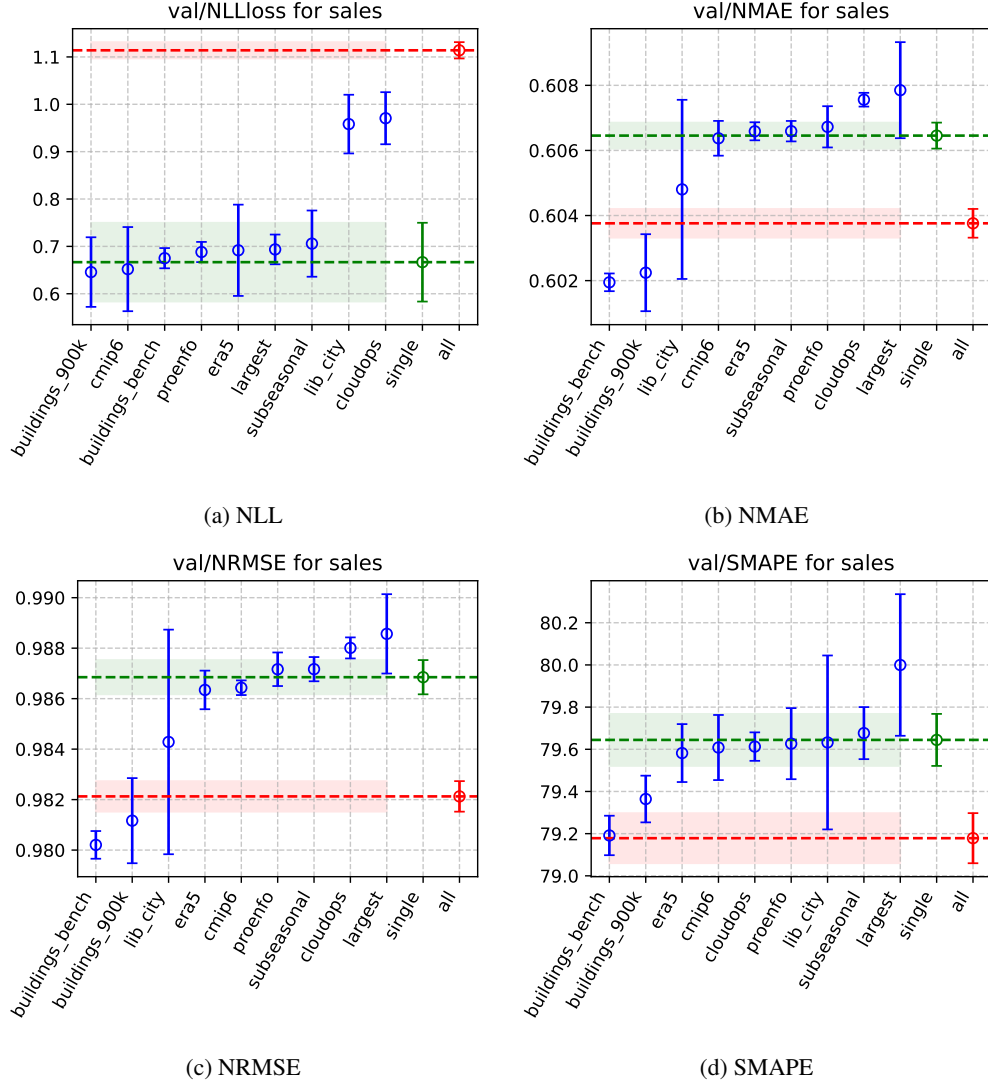 val/NLLloss for sales
1.1
1.0
0.9
0.8
0.7
0.6
buildings_900k
cmip6
buildings_bench
proenfo
era5
largest
subseasonal
lib_city
cloudops
single
all
(a) NLL
val/NMAE for sales
0.608
0.606
0.604
0.602
buildings_bench
buildings_900k
lib_city
cmip6
era5
subseasonal
proenfo
cloudops
largest
single
all
(b) NMAE
val/NRMSE for sales
0.990
0.988
0.986
0.984
0.982
0.980
buildings_bench
buildings_900k
lib_city
era5
cmip6
proenfo
subseasonal
cloudops
largest
single
all
(c) NRMSE
val/SMAPE for sales
80.2
80.0
79.8
79.6
79.4
79.2
79.0
buildings_bench
buildings_900k
era5
cmip6
cloudops
proenfo
lib_city
subseasonal
largest
single
all
(d) SMAPE